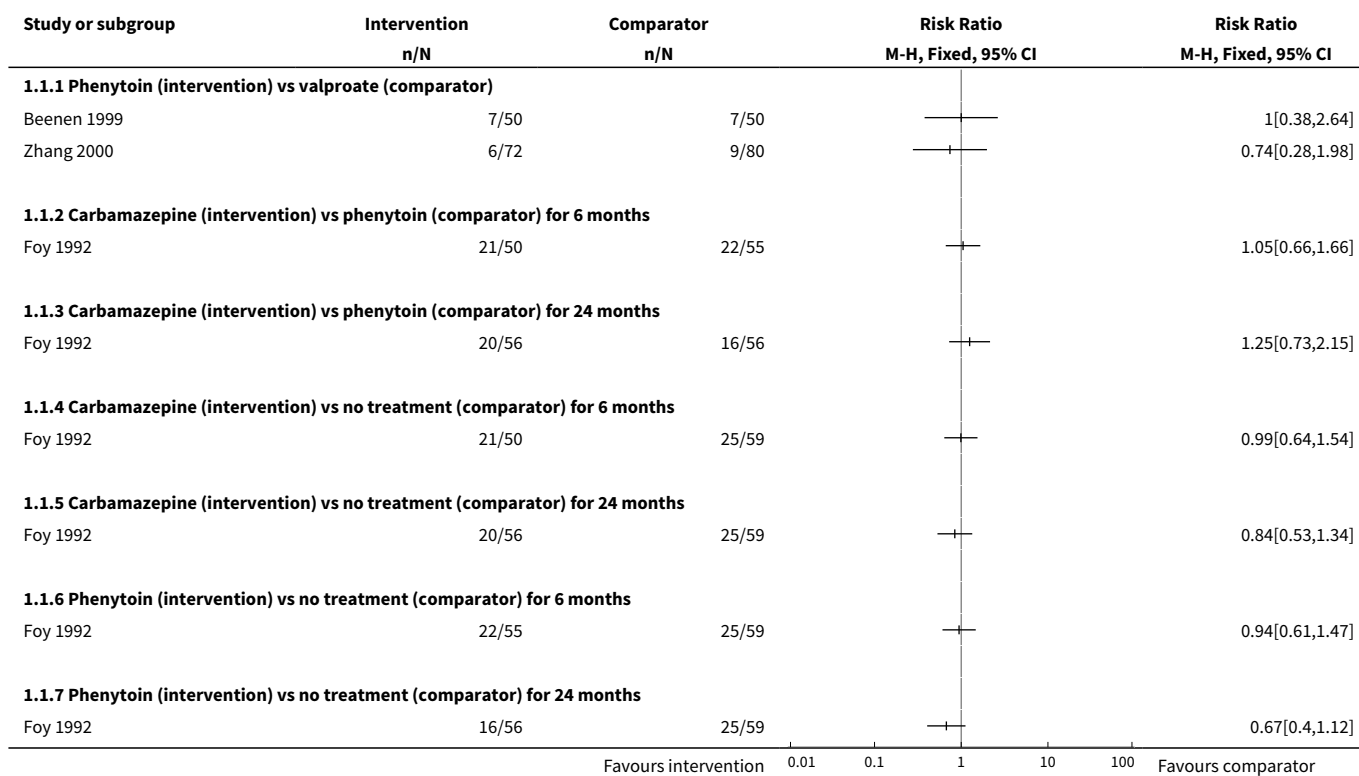 Study or subgroup Intervention Comparator Risk Ratio Risk Ratio
n/N n/N M-H, Fixed, 95% CI M-H, Fixed, 95% CI
1.1.1 Phenytoin (intervention) vs valproate (comparator)
Beenen 1999 7/50 7/50 1[0.38,2.64]
Zhang 2000 6/72 9/80 0.74[0.28,1.98]
1.1.2 Carbamazepine (intervention) vs phenytoin (comparator) for 6 months
Foy 1992 21/50 22/55 1.05[0.66,1.66]
1.1.3 Carbamazepine (intervention) vs phenytoin (comparator) for 24 months
Foy 1992 20/56 16/56 1.25[0.73,2.15]
1.1.4 Carbamazepine (intervention) vs no treatment (comparator) for 6 months
Foy 1992 21/50 25/59 0.99[0.64,1.54]
1.1.5 Carbamazepine (intervention) vs no treatment (comparator) for 24 months
Foy 1992 20/56 25/59 0.84[0.53,1.34]
1.1.6 Phenytoin (intervention) vs no treatment (comparator) for 6 months
Foy 1992 22/55 25/59 0.94[0.61,1.47]
1.1.7 Phenytoin (intervention) vs no treatment (comparator) for 24 months
Foy 1992 16/56 25/59 0.67[0.4,1.12]
Favours intervention 0.01 0.1 1 10 100 Favours comparator